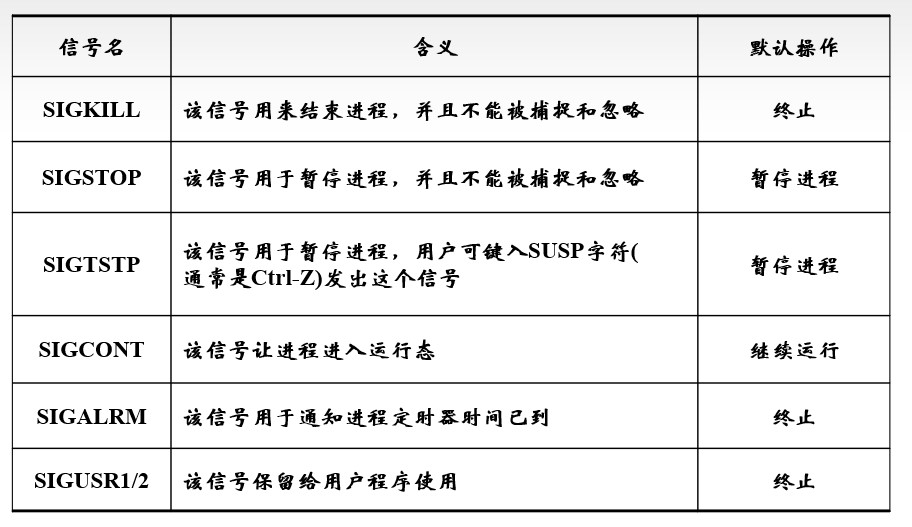 信号名 含义 默认操作
SIGKILL 该信号用来结束进程，并且不能被捕捉和忽略 终止
SIGSTOP 该信号用于暂停进程，并且不能被捕捉和忽略 暂停进程
SIGTSTP 该信号用于暂停进程，用户可键入SUSP字符(
通常是Ctrl-Z)发出这个信号 暂停进程
SIGCONT 该信号让进程进入运行态 继续运行
SIGALRM 该信号用于通知进程定时器时间已到 终止
SIGUSR1/2 该信号保留给用户程序使用 终止